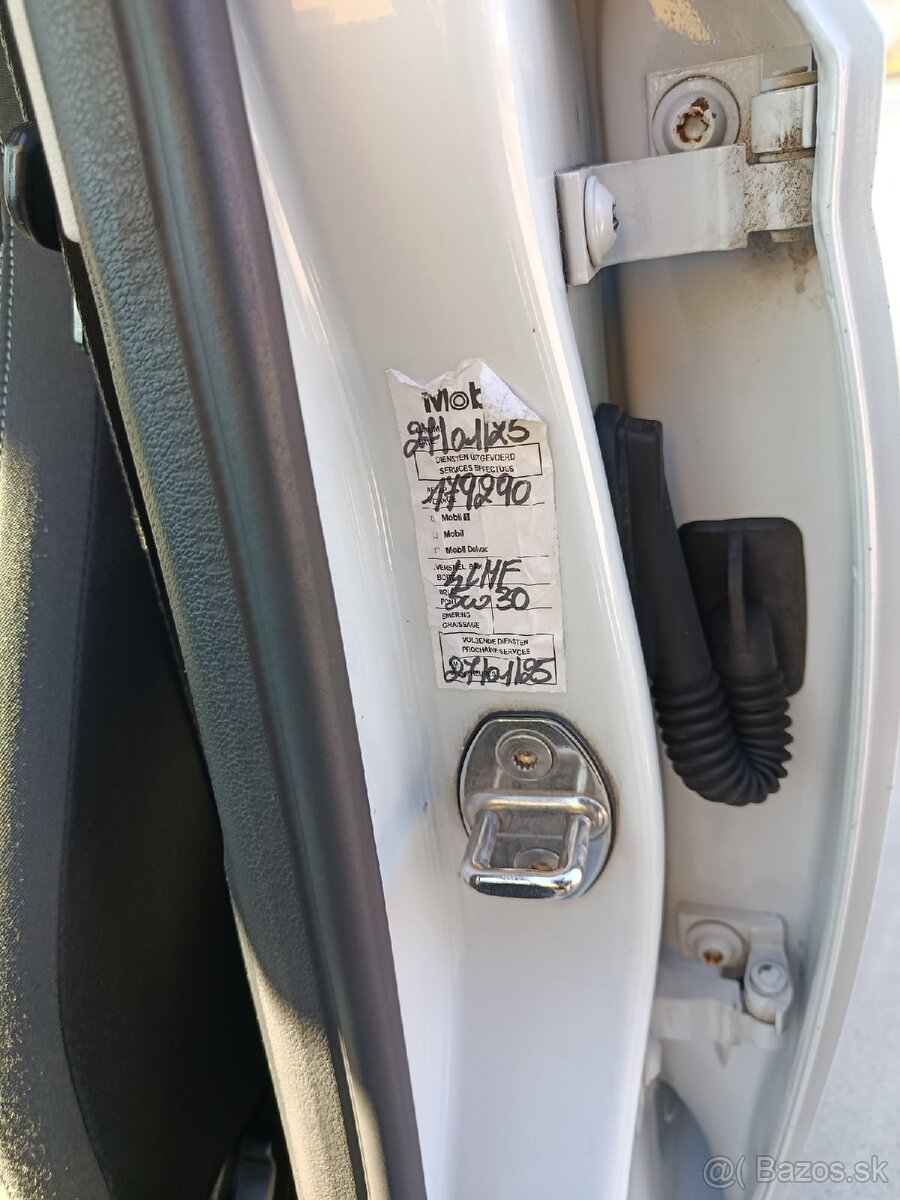 Mob
27/01/25
DIENSTEN UITGEVOERD
SERVICES EFFECTUES
179290
Mobil 1
Mobil
Mobil Delvac
5w30
SMERING
CHAISSAGE
VOLGENDE DIENSTEN
PROCHAINS SERVICES
27/01/25
@( Bazos.sk